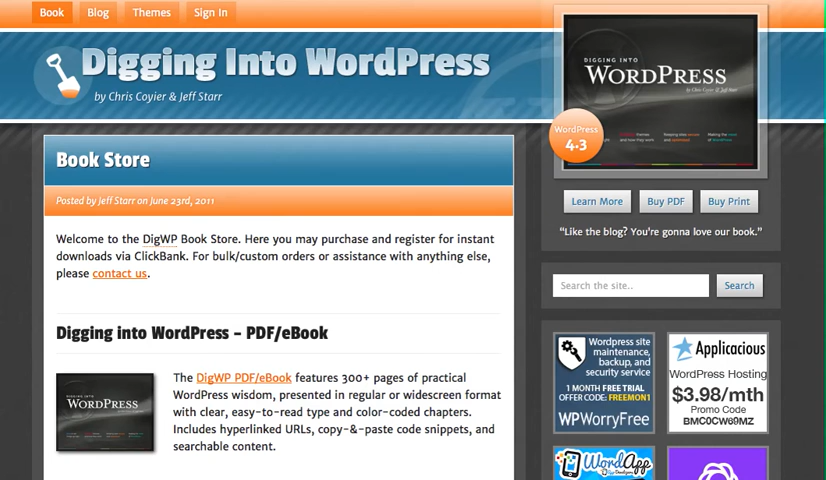 Book Blog Themes Sign In
Digging Into WordPress
by Chris Coyier & Jeff Starr
Book Store
Posted by Jeff Starr on June 23rd, 2011
Welcome to the DigWP Book Store. Here you may purchase and register for instant
downloads via ClickBank. For bulk/custom orders or assistance with anything else,
please contact us.
Digging into WordPress – PDF/eBook
The DigWP PDF/eBook features 300+ pages of practical
WordPress wisdom, presented in regular or widescreen format
with clear, easy-to-read type and color-coded chapters.
Includes hyperlinked URLs, copy-&-paste code snippets, and
searchable content.
WORDPRESS
DIGGING INTO
WORDPRESS
by Chris Coyier & Jeff Starr
WordPress
4.3
Learn More Buy PDF Buy Print
“Like the blog? You're gonna love our book.”
Search the site.. Search
Wordpress site
maintenance,
backup, and
security service
1 MONTH FREE TRIAL
OFFER CODE: FREEMON1
WPWorryFree
Applicacious
WordPress Hosting
$3.98/mth
Promo Code
BMC0CW69MZ
WordApp